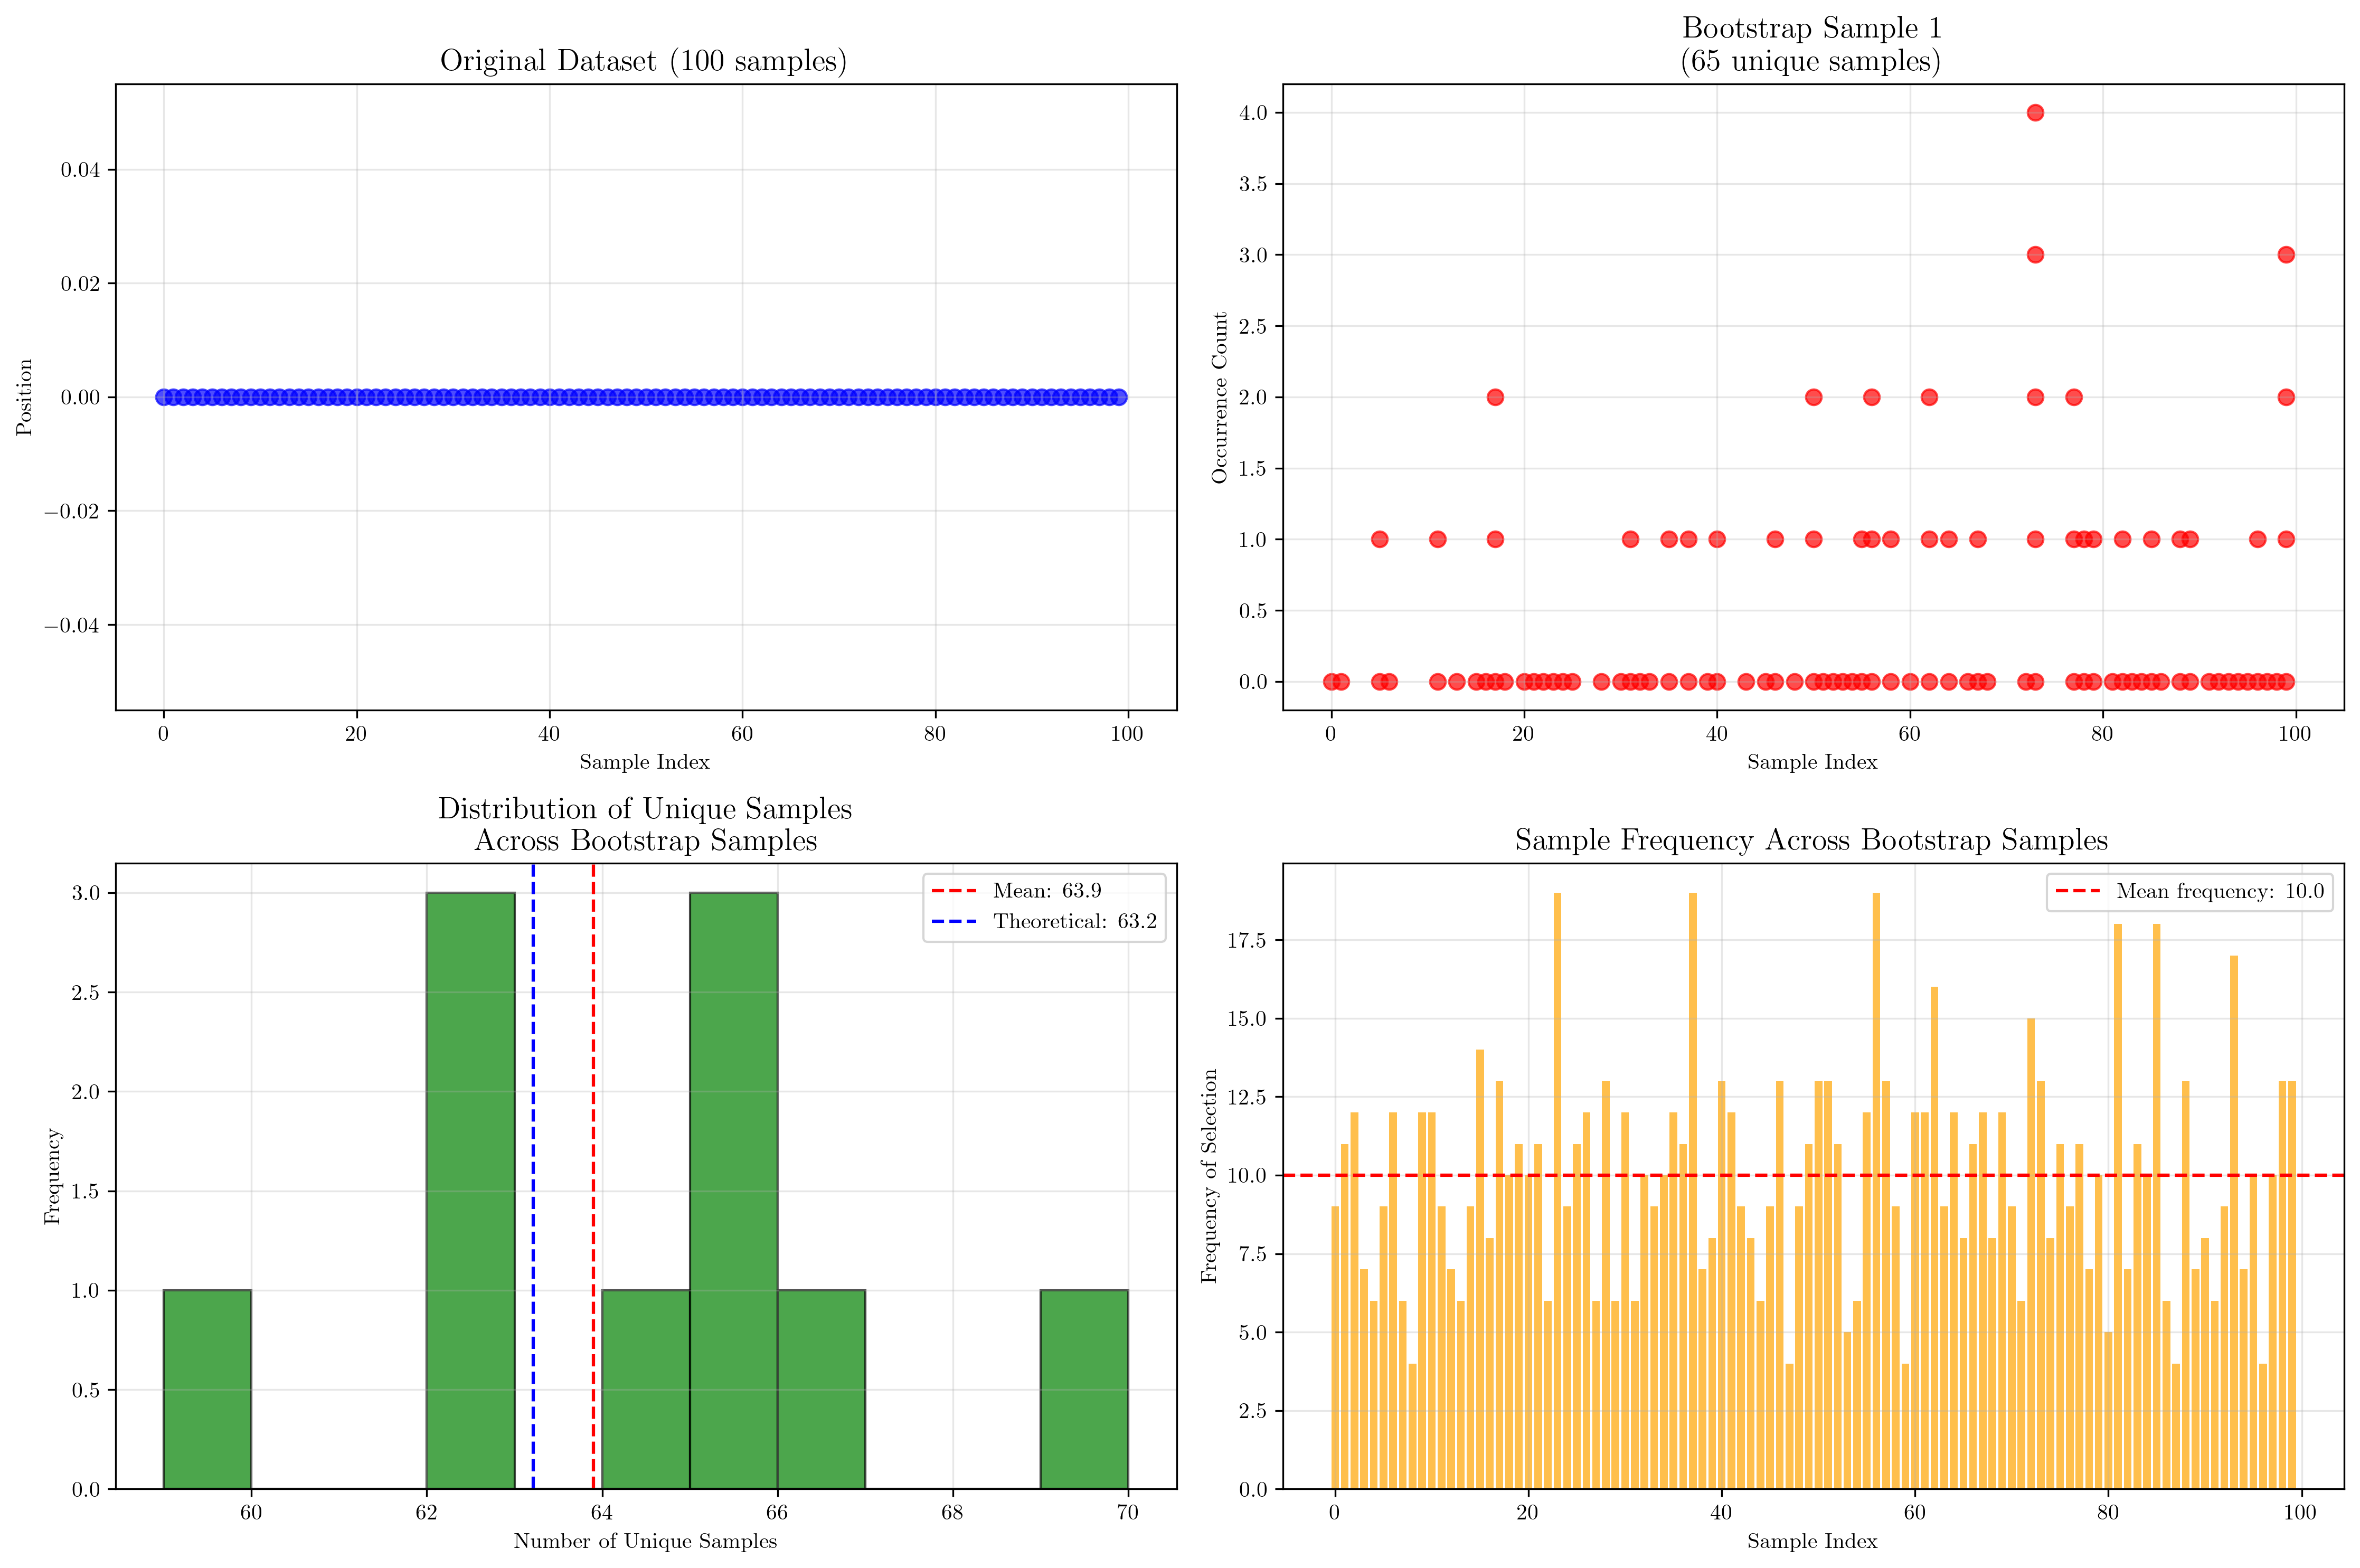 Original Dataset (100 samples)
0.04
0.02
0.00
−0.02
−0.04
Position
0 20 40 60 80 100
Sample Index
Bootstrap Sample 1
(65 unique samples)
4.0
3.5
3.0
2.5
2.0
1.5
1.0
0.5
0.0
Occurrence Count
0 20 40 60 80 100
Sample Index
Distribution of Unique Samples
Across Bootstrap Samples
Mean: 63.9
Theoretical: 63.2
3.0
2.5
2.0
1.5
1.0
0.5
0.0
Frequency
60 62 64 66 68 70
Number of Unique Samples
Sample Frequency Across Bootstrap Samples
Mean frequency: 10.0
17.5
15.0
12.5
10.0
7.5
5.0
2.5
0.0
Frequency of Selection
0 20 40 60 80 100
Sample Index